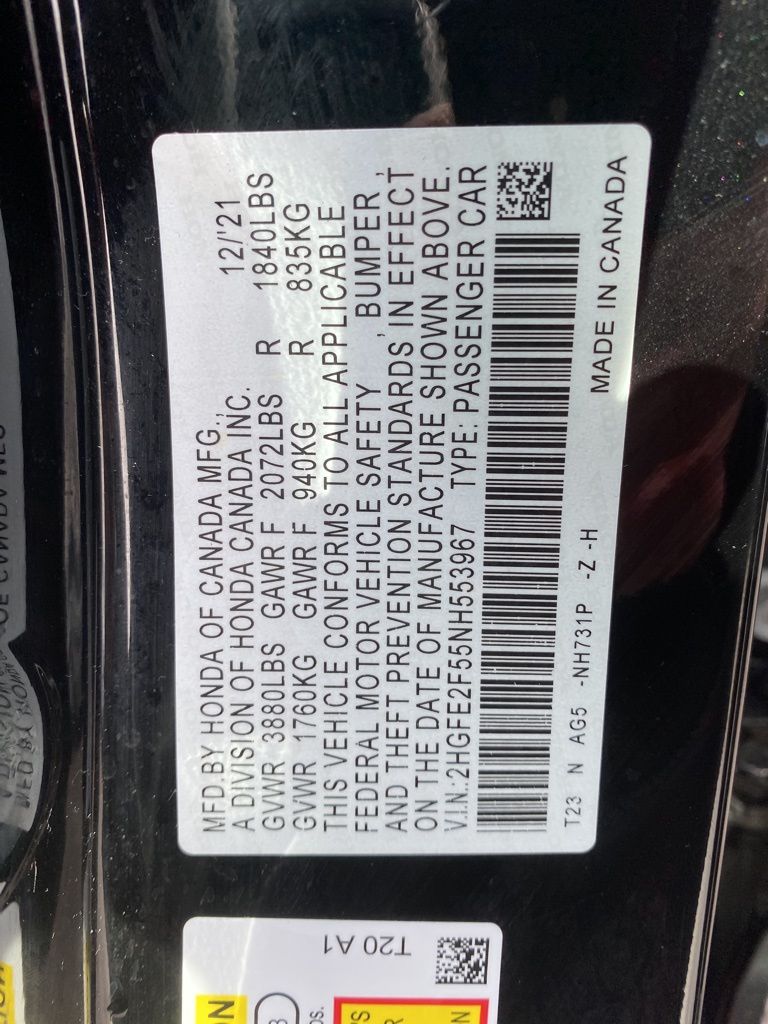 MFD.BY HONDA OF CANADA MFG., 12/'21
A DIVISION OF HONDA CANADA INC.
GVWR 3880LBS GAWR F 2072LBS R 1840LBS
GVWR 1760KG GAWR F 940KG R 835KG
THIS VEHICLE CONFORMS TO ALL APPLICABLE
FEDERAL MOTOR VEHICLE SAFETY , BUMPER ,
AND THEFT PREVENTION STANDARDS IN EFFECT
ON THE DATE OF MANUFACTURE SHOWN ABOVE.
V.I.N.:2HGFE2F55NH553967 TYPE: PASSENGER CAR
T23 N AG5 -NH731P -Z -H MADE IN CANADA
T20 A1